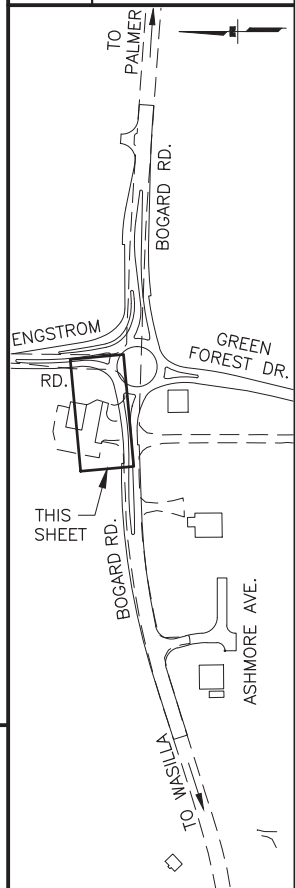 TO
PALMER
BOGARD RD.
ENGSTROM
RD.
GREEN
FOREST DR.
THIS
SHEET
BOGARD RD.
ASHMORE AVE.
TO WASILLA